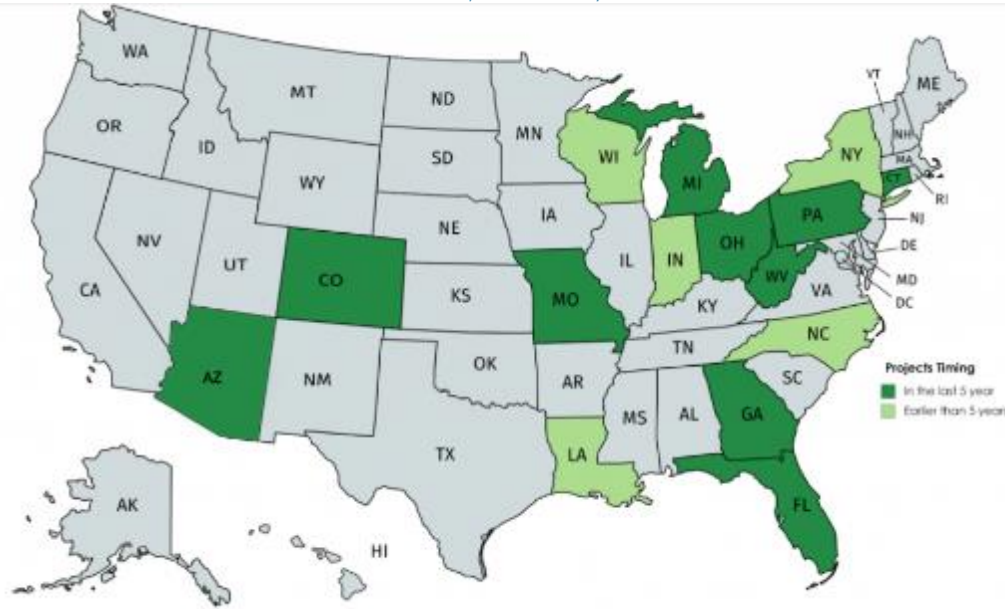 WA
MT
ND
MN
VT
ME
OR
ID
SD
WI
NH
NY
MA
WY
MI
CT
RI
IA
PA
NJ
NE
NV
OH
DE
UT
IL
IN
CO
WV
MD
CA
KS
MO
VA
DC
KY
NC
TN
OK
AZ
NM
AR
SC
Projects Timing
In the last 5 year
Earlier than 5 years
MS
AL
GA
TX
LA
FL
AK
HI